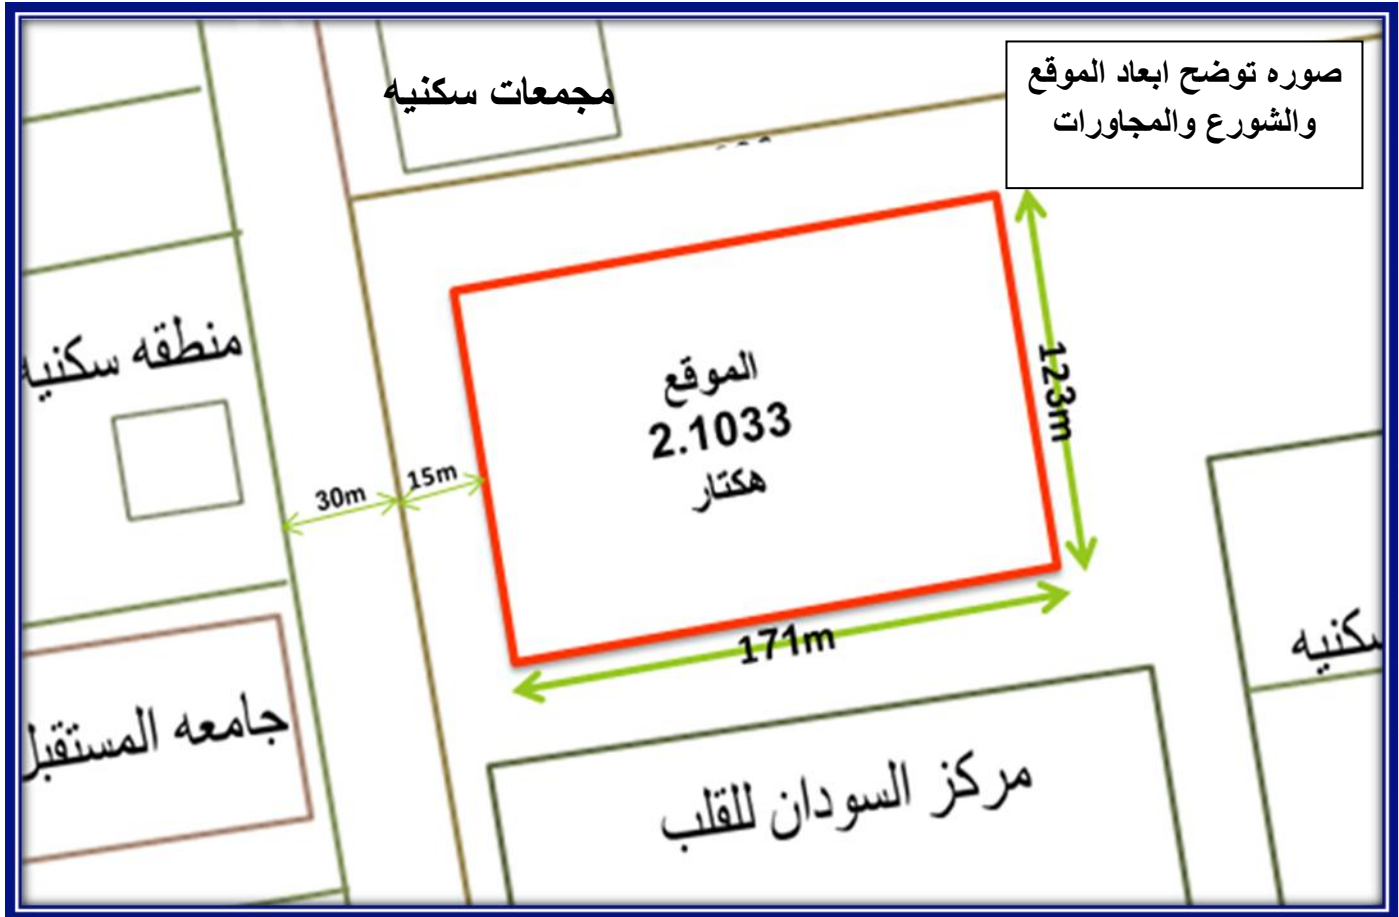 صوره توضح ابعاد الموقع
والشورع والمجاورات
مجمعات سكنيه
منطقه سكنيه
الموقع
2.1033
هكتار
123m
15m
30m
171m
جامعه المستقبل
مركز السودان للقلب